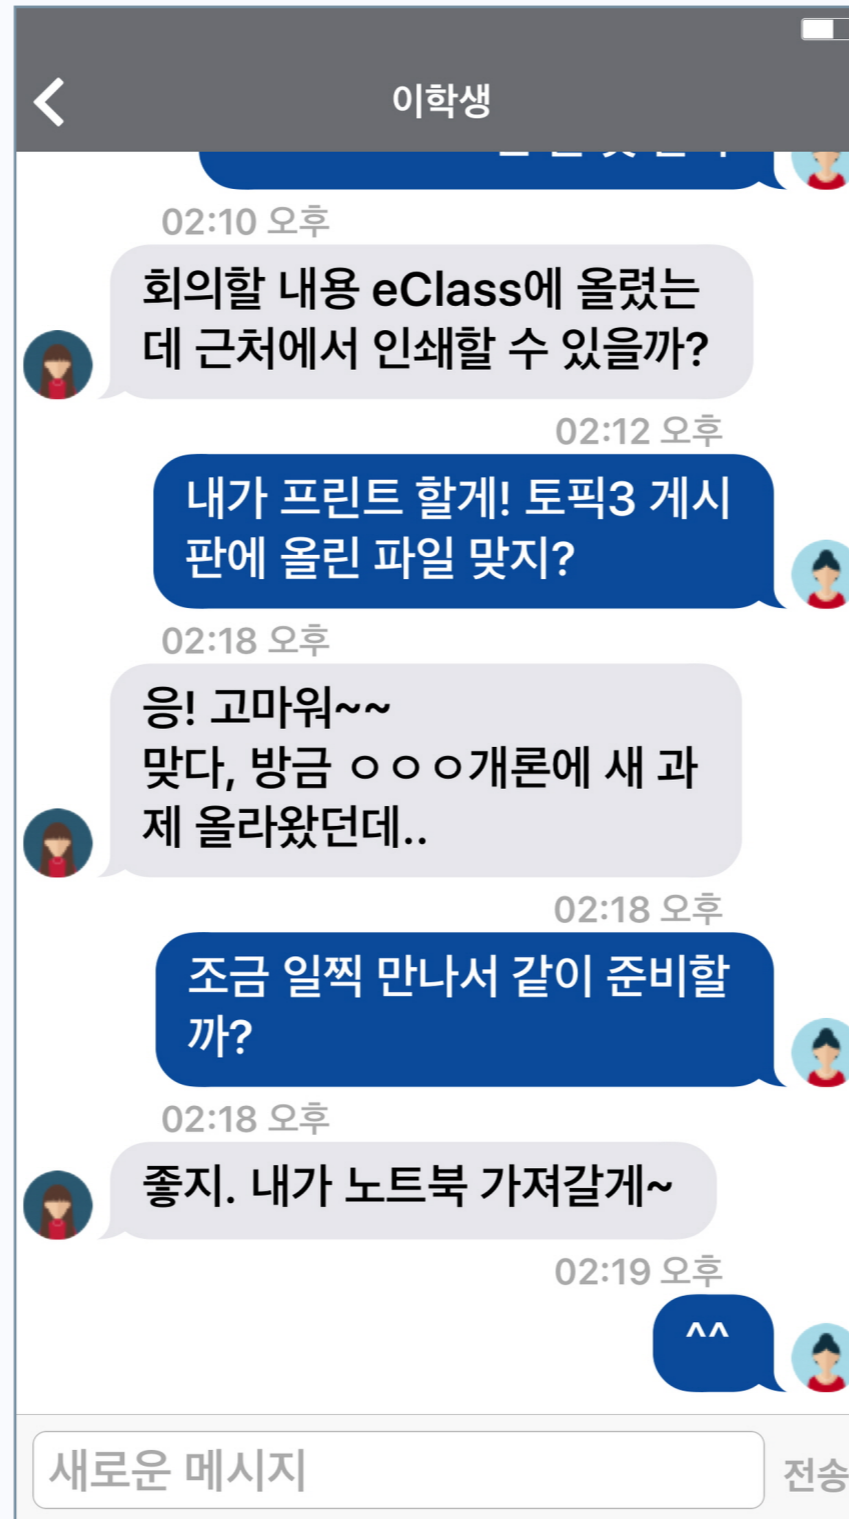 이학생
02:10 오후
회의할 내용 eClass에 올렸는
데 근처에서 인쇄할 수 있을까?
02:12 오후
내가 프린트 할게! 토픽3 게시
판에 올린 파일 맞지?
02:18 오후
응! 고마워~~
맞다, 방금 ㅇㅇㅇ개론에 새 과
제 올라왔던데..
02:18 오후
조금 일찍 만나서 같이 준비할
까?
02:18 오후
좋지. 내가 노트북 가져갈게~
02:19 오후
^^
새로운 메시지
전송